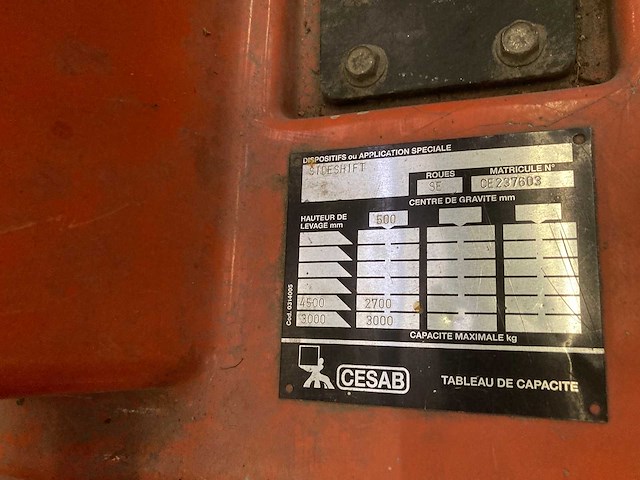 DISPOSITIFS ou APPLICATION SPECIALE
SIDESHIFT
ROUES
MATRICULE N°
SE
CE237603
CENTRE DE GRAVITE mm
HAUTEUR DE
LEVAGE mm
500
4500 2700
3000 3000
CAPACITE MAXIMALE kg
Cod. 0314005
CESAB
TABLEAU DE CAPACITE